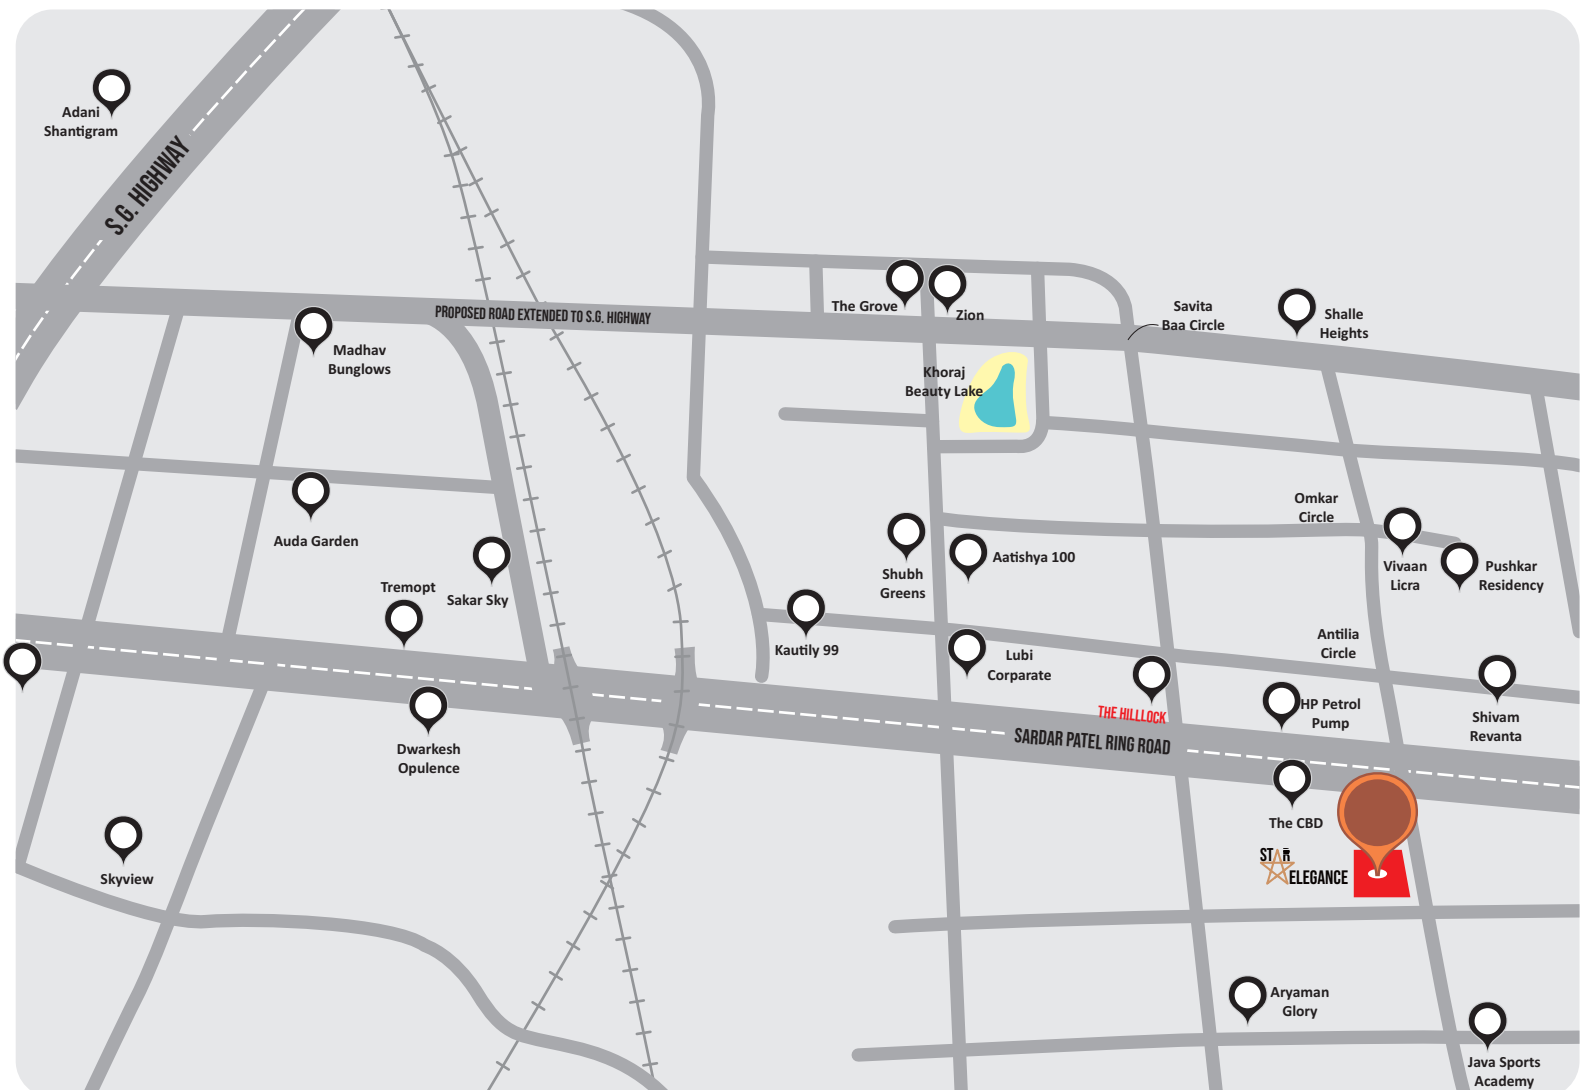 Adani
Shantigram
S.G. HIGHWAY
PROPOSED ROAD EXTENDED TO S.G. HIGHWAY
The Grove
Zion
Savita
Baa Circle
Shalle
Heights
Madhav
Bunglows
Khoraj
Beauty Lake
Omkar
Circle
Auda Garden
Aatishya 100
Shubh
Greens
Vivaan
Licra
Pushkar
Residency
Tremopt
Sakar Sky
Kautily 99
Antilia
Circle
Lubi
Corporate
THE HILLLOCK
HP Petrol
Pump
Shivam
Revanta
SARDAR PATEL RING ROAD
Dwarkesh
Opulence
The CBD
STAR
ELEGANCE
Skyview
Aryaman
Glory
Java Sports
Academy